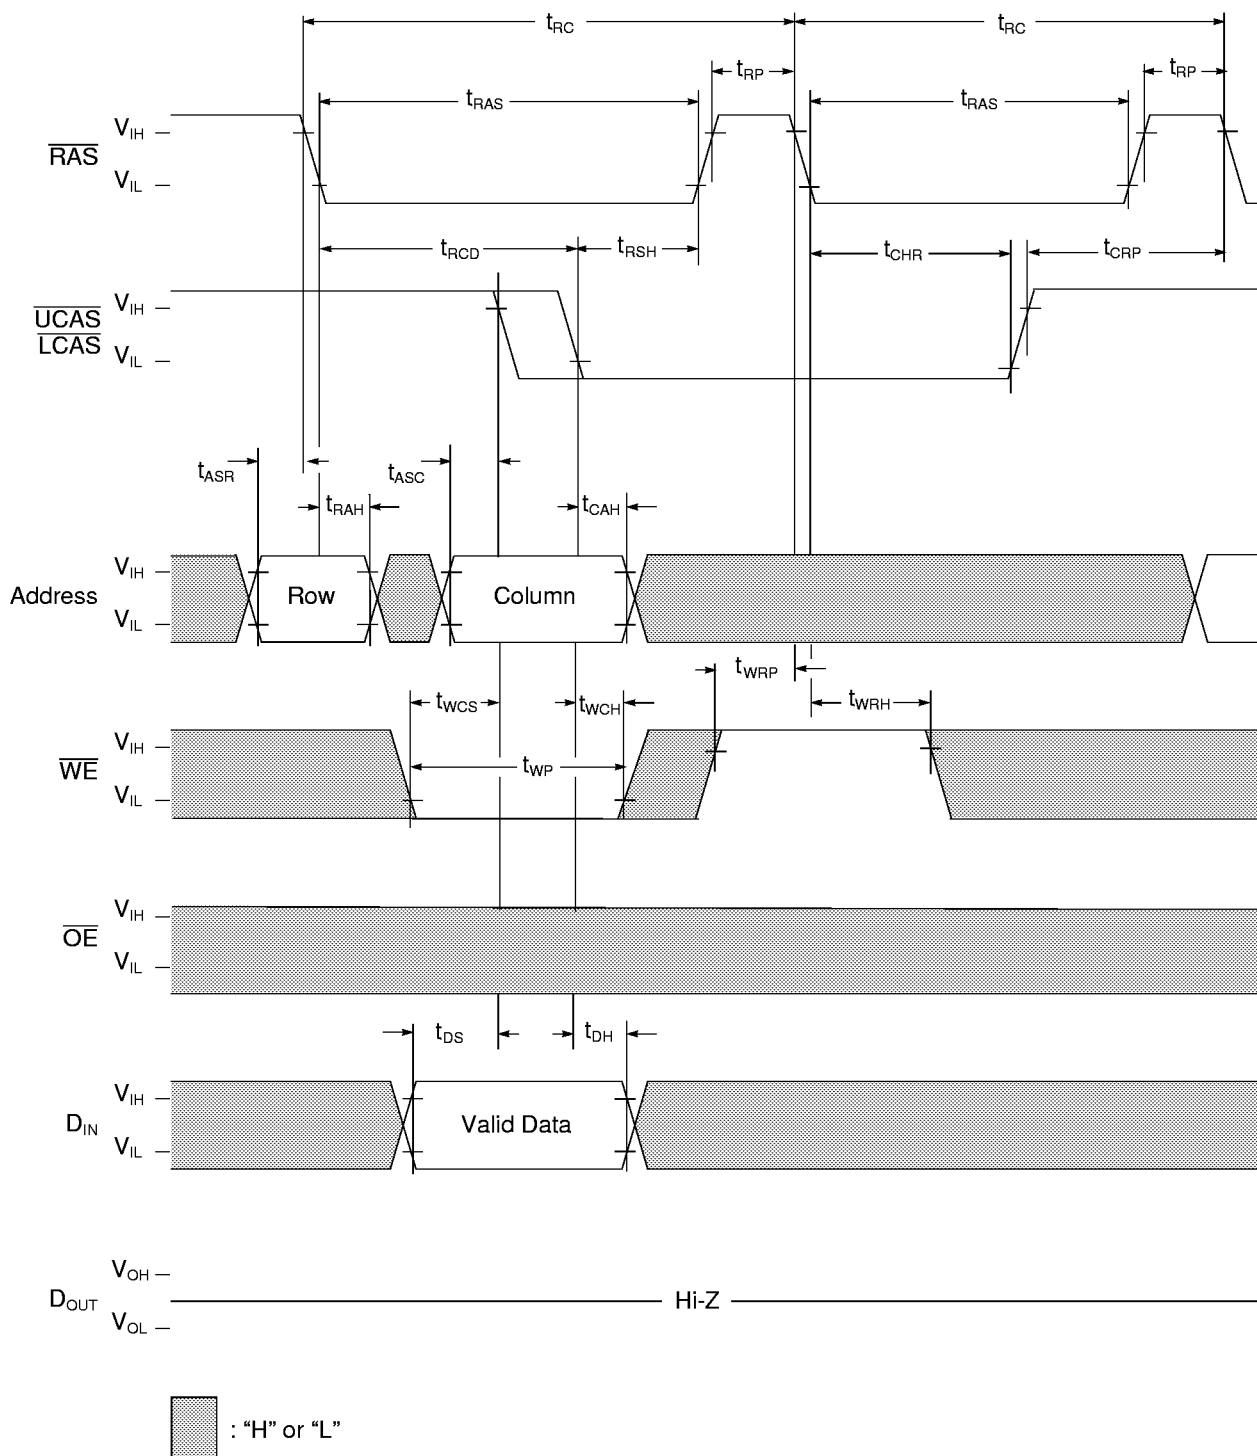 tRC tRC
tRP tRP
tRAS tRAS
VIH
RAS
VIL
tRCD tRSH tCHR tCRP
VIH
UCAS
LCAS
VIL
tASR tASC
tRAH tCAH
VIH
Address Row Column
VIL
tWRP
tWCS tWCH tWRH
VIH
WE tWP
VIL
VIH
OE
VIL
tDS tDH
VIH
DIN Valid Data
VIL
VOH
DOUT Hi-Z
VOL
: “H” or “L”